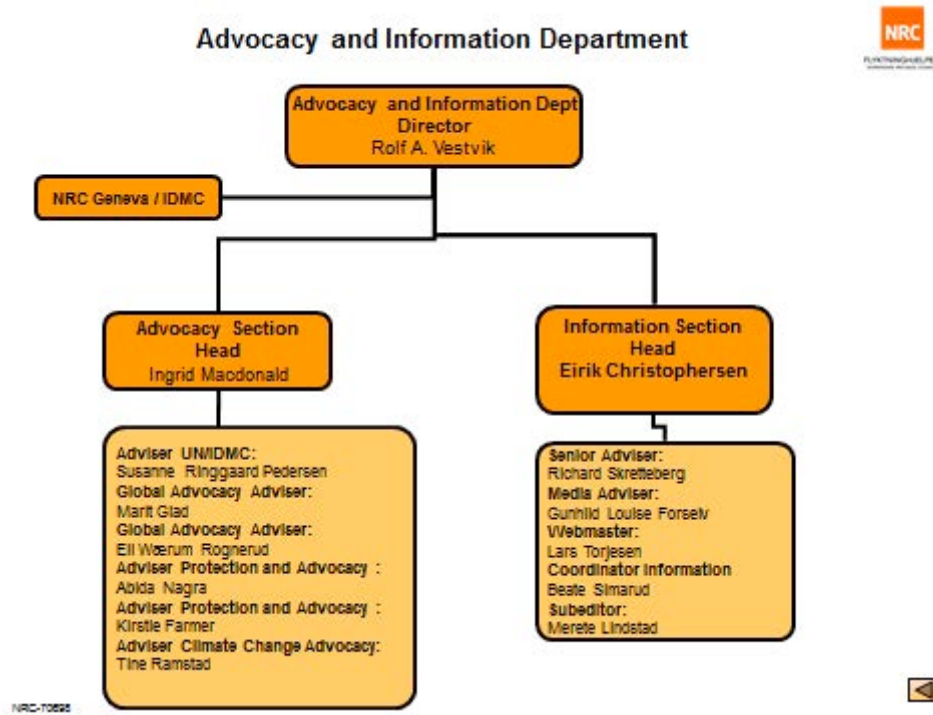 Advocacy and Information Department
NRC
Advocacy and Information Dept
Director
Rolf A. Vestvik
NRC Geneva / IDMC
Advocacy Section
Head
Ingrid Macdonald
Information Section
Head
Eirik Christophersen
Adviser UN/IDMC:
Susanne Ringgaard Pedersen
Global Advocacy Adviser:
Marit Glad
Global Advocacy Adviser:
Eli Wærum Rognerud
Adviser Protection and Advocacy :
Abida Nagra
Adviser Protection and Advocacy :
Kirstie Farmer
Adviser Climate Change Advocacy:
Tine Ramstad
Senior Adviser:
Richard Skretteberg
Media Adviser:
Gunhild Louise Forselv
Webmaster:
Lars Torjesen
Coordinator Information
Beate Simarud
Subeditor:
Merete Lindstad